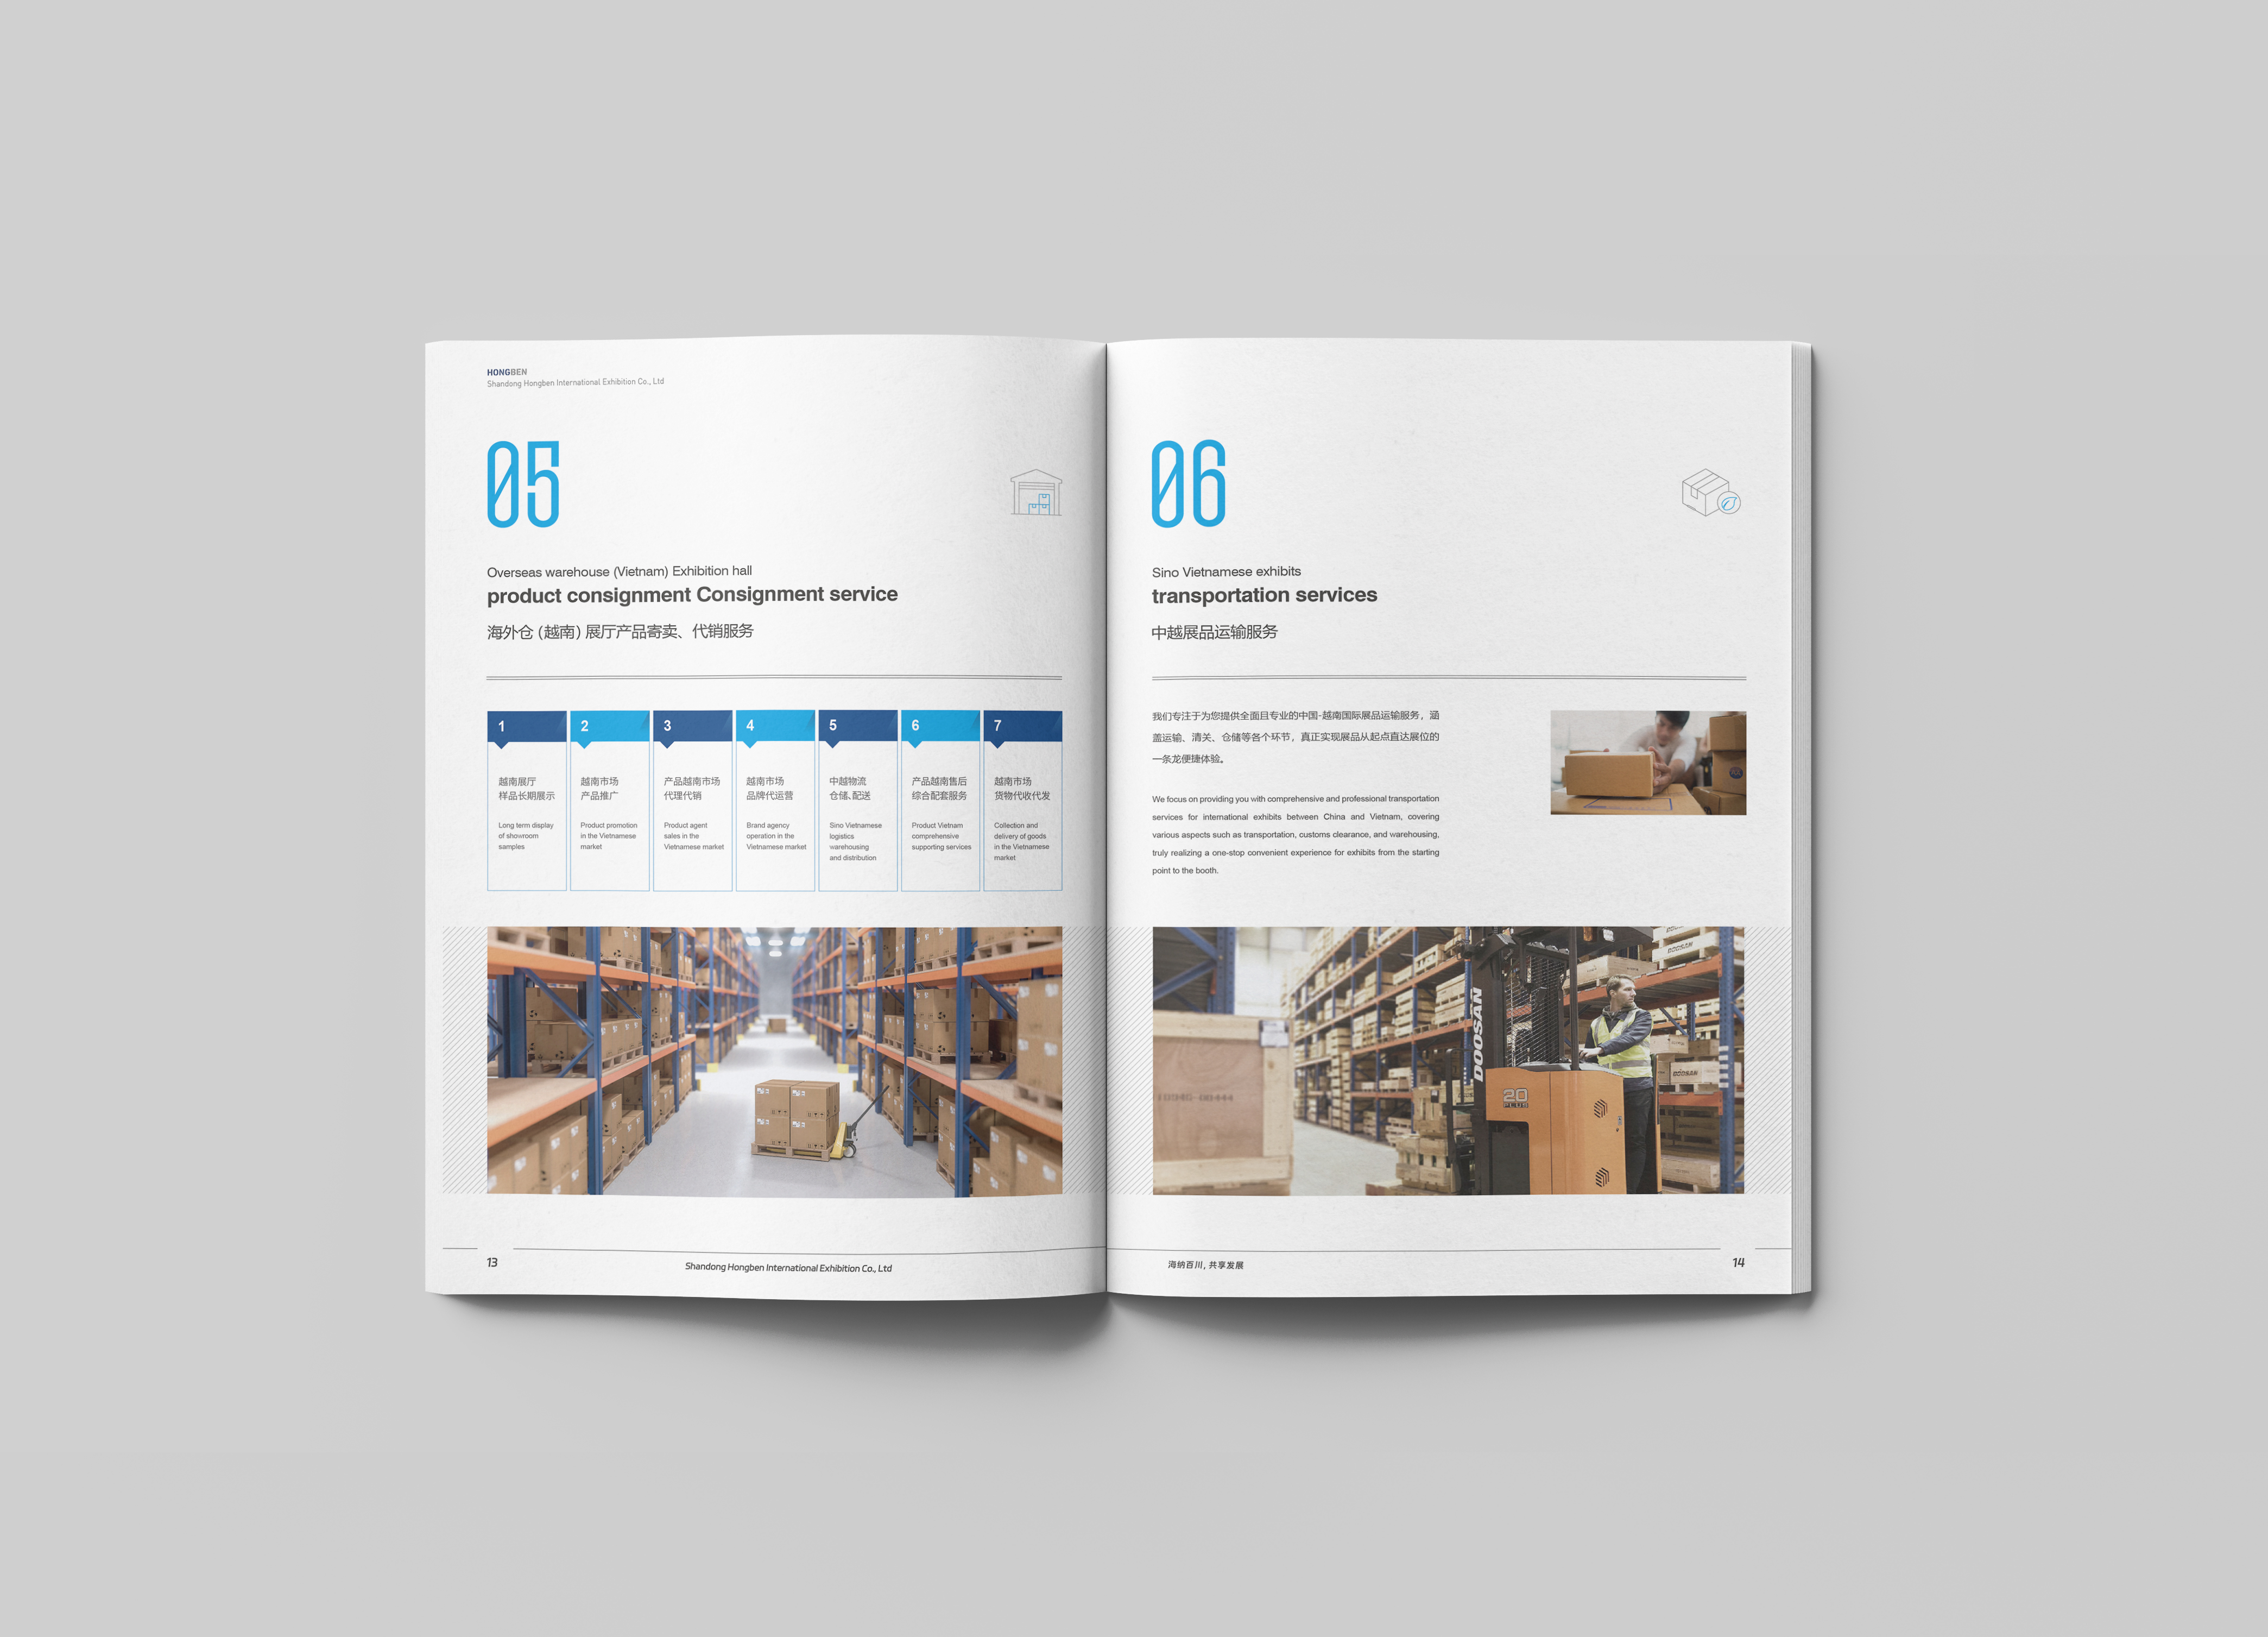 HONGBEN
Shandong Hongben International Exhibition Co., Ltd
05
Overseas warehouse (Vietnam) Exhibition hall
product consignment Consignment service
海外仓 (越南) 展厅产品寄卖、代销服务
1
越南展厅
样品长期展示
Long term display
of showroom
samples
2
越南市场
产品推广
Product promotion
in the Vietnamese
market
3
产品越南市场
代理代销
Product agent
sales in the
Vietnamese market
4
越南市场
品牌代运营
Brand agency
operation in the
Vietnamese market
5
中越物流
仓储、配送
Sino Vietnamese
logistics
warehousing
and distribution
6
产品越南售后
综合配套服务
Product Vietnam
comprehensive
supporting services
7
越南市场
货物代收代发
Collection and
delivery of goods
in the Vietnamese
market
13
Shandong Hongben International Exhibition Co., Ltd
06
Sino Vietnamese exhibits
transportation services
中越展品运输服务
我们专注于为您提供全面且专业的中国-越南国际展品运输服务，涵
盖运输、清关、仓储等各个环节，真正实现展品从起点直达展位的
一条龙便捷体验。
We focus on providing you with comprehensive and professional transportation
services for international exhibits between China and Vietnam, covering
various aspects such as transportation, customs clearance, and warehousing,
truly realizing a one-stop convenient experience for exhibits from the starting
point to the booth.
DOOSAN
DOOSAN
DOOSAN
20
PLUS
海纳百川, 共享发展
14